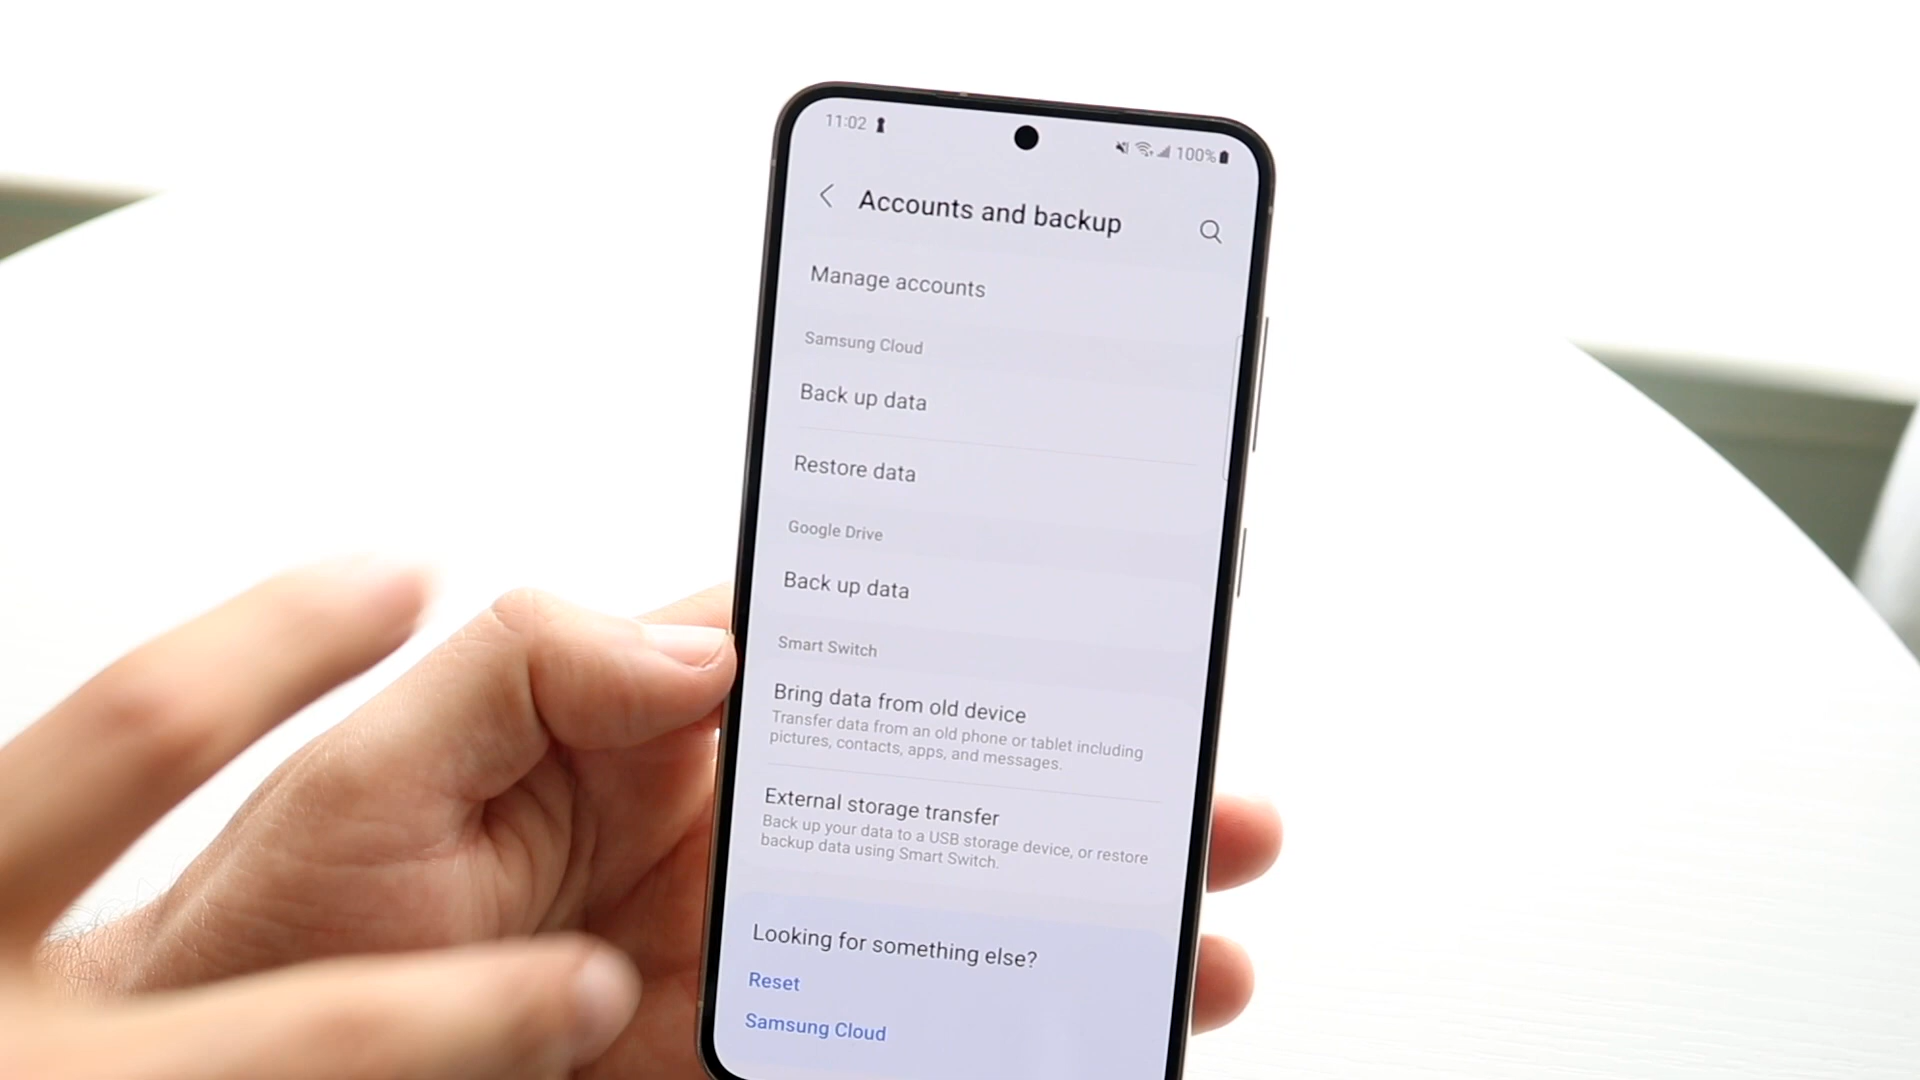 11:02
100%
Accounts and backup
Manage accounts
Samsung Cloud
Back up data
Restore data
Google Drive
Back up data
Smart Switch
Bring data from old device
Transfer data from an old phone or tablet including
pictures, contacts, apps, and messages.
External storage transfer
Back up your data to a USB storage device, or restore
backup data using Smart Switch.
Looking for something else?
Reset
Samsung Cloud